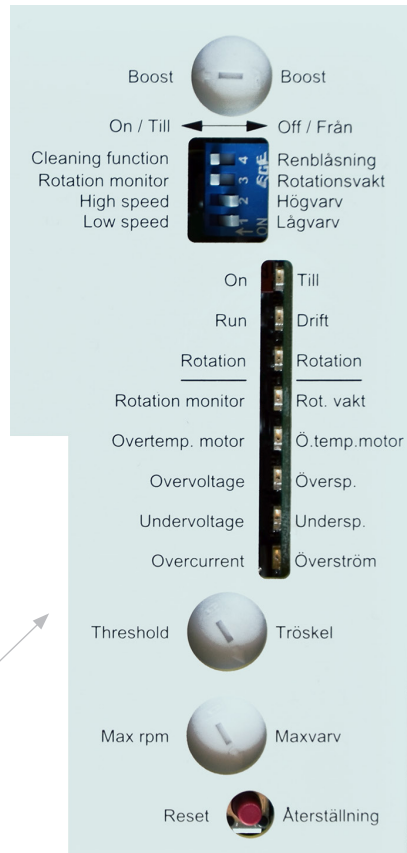 Boost Boost
On / Till Off / Från
Cleaning function 4 Renblåsning
Rotation monitor 3 Rotationsvakt
High speed 2 Högvarv
Low speed 1 ON Lågvarv
On Till
Run Drift
Rotation Rotation
Rotation monitor Rot. vakt
Overtemp. motor Ö.temp.motor
Overvoltage Översp.
Undervoltage Undersp.
Overcurrent Överström
Threshold Tröskel
Max rpm Maxvarv
Reset Återställning